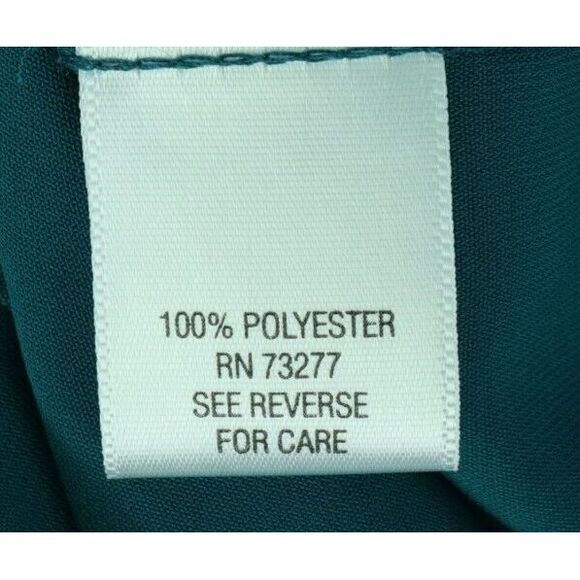 100% POLYESTER
RN 73277
SEE REVERSE
FOR CARE